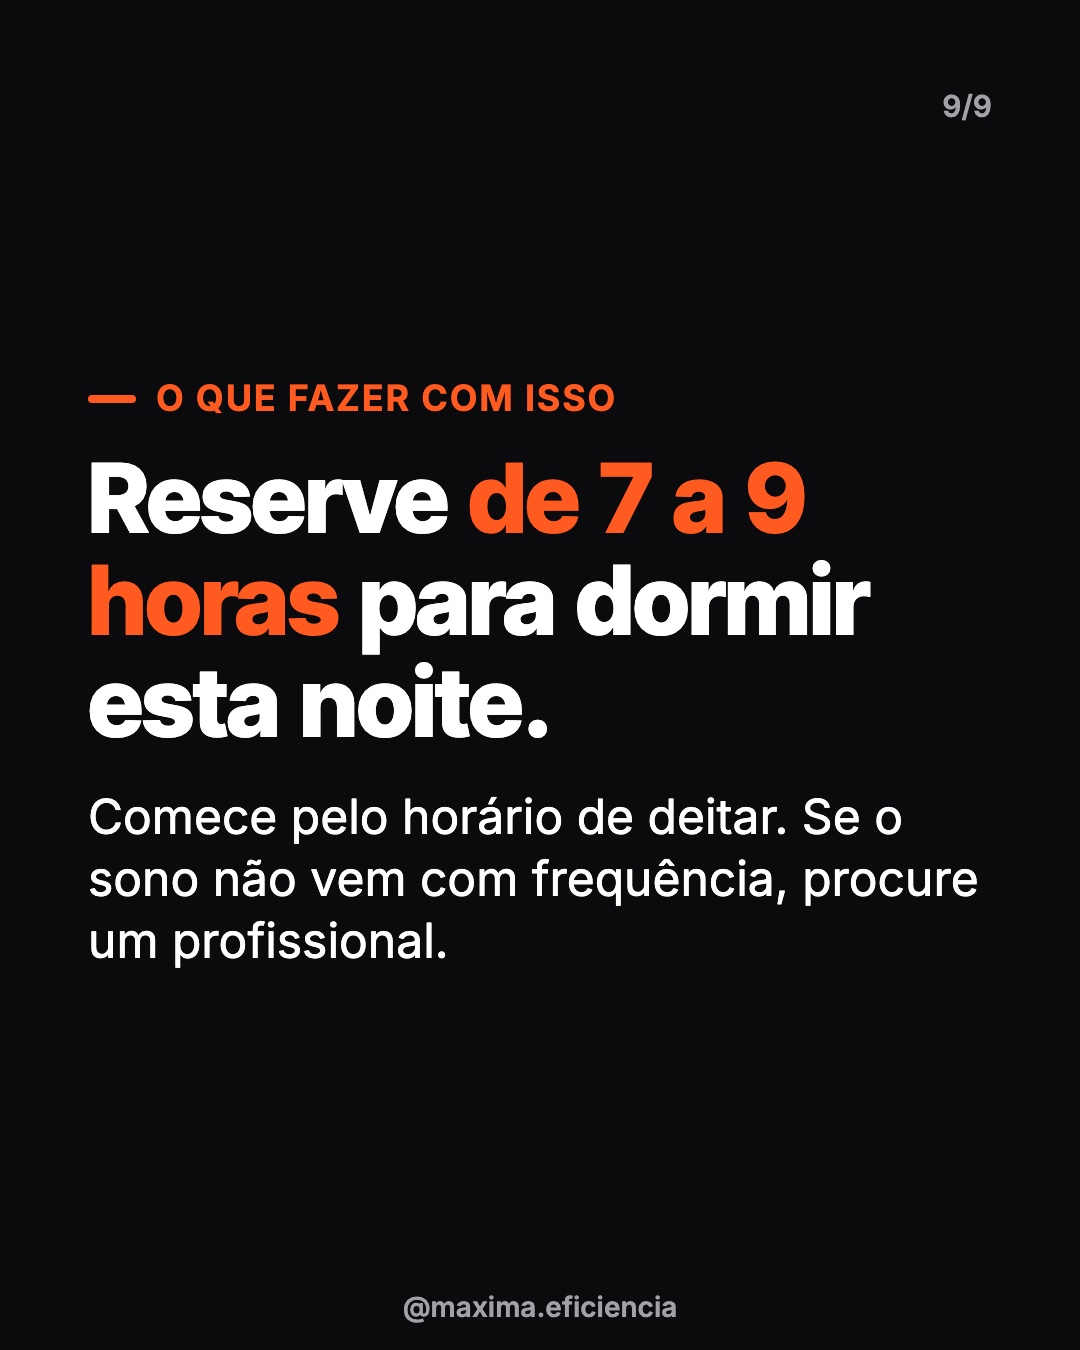 9/9
O QUE FAZER COM ISSO
Reserve de 7 a 9
horas para dormir
esta noite.
Comece pelo horário de deitar. Se o
sono não vem com frequência, procure
um profissional.
@maxima.eficiencia